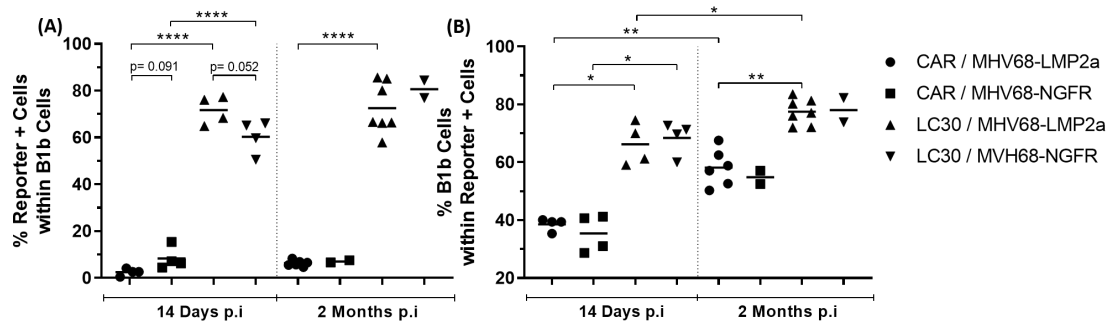 (A)
% Reporter + Cells
within B1b Cells
100
80
60
40
20
0
****
****
p= 0.091
p= 0.052
****
14 Days p.i
2 Months p.i
(B)
% B1b Cells
within Reporter + Cells
100
80
60
40
20
*
**
*
*
**
14 Days p.i
2 Months p.i
CAR / MHV68-LMP2a
CAR / MHV68-NGFR
LC30 / MHV68-LMP2a
LC30 / MVH68-NGFR